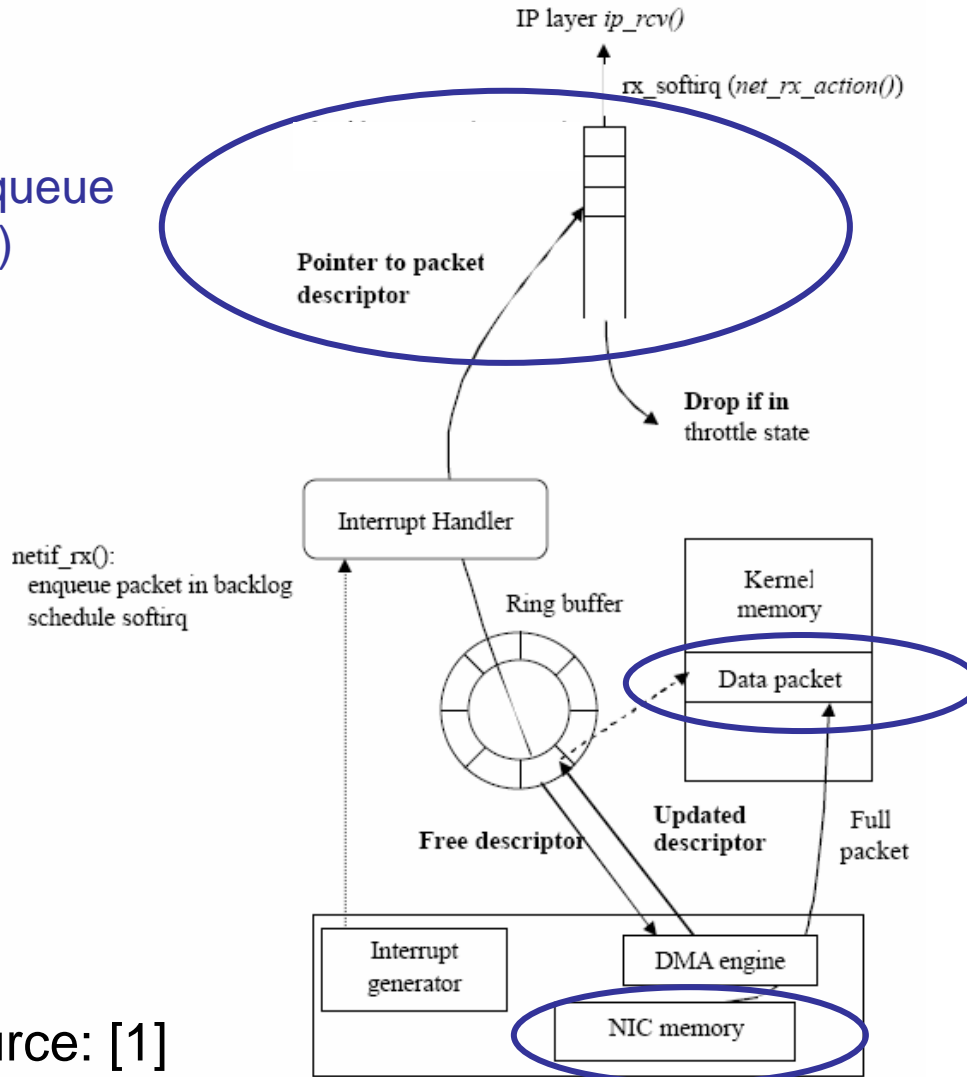 IP layer ip_rcv()
rx_softirq (net_rx_action())
queue
)
Pointer to packet
descriptor
Drop if in
throttle state
Interrupt Handler
netif_rx():
enqueue packet in backlog
schedule softirq
Ring buffer
Kernel
memory
Data packet
Free descriptor
Updated
descriptor
Full
packet
Interrupt
generator
DMA engine
NIC memory
urce: [1]